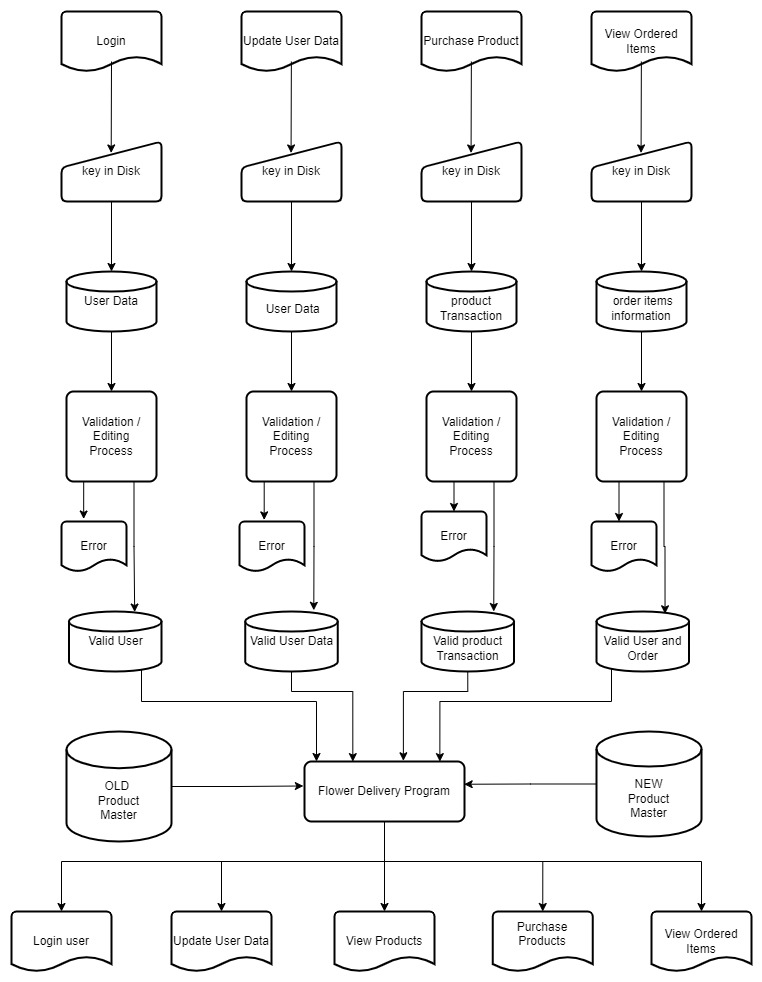 Login
Update User Data
Purchase Product
View Ordered
Items
key in Disk
key in Disk
key in Disk
key in Disk
User Data
User Data
product
Transaction
order items
information
Validation /
Editing
Process
Validation /
Editing
Process
Validation /
Editing
Process
Validation /
Editing
Process
Error
Error
Error
Error
Valid User
Valid User Data
Valid product
Transaction
Valid User and
Order
OLD
Product
Master
Flower Delivery Program
NEW
Product
Master
Login user
Update User Data
View Products
Purchase
Products
View Ordered
Items